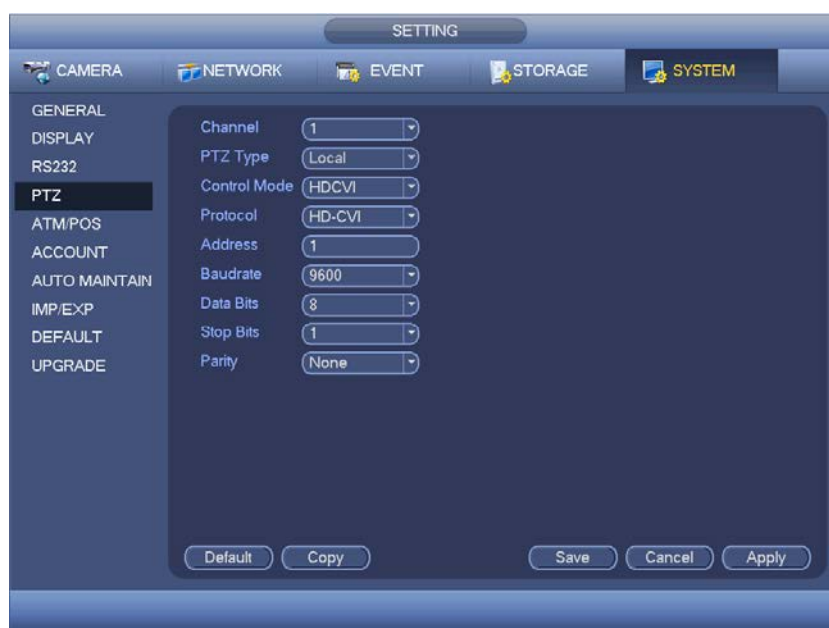 SETTING
CAMERA NETWORK EVENT STORAGE SYSTEM
GENERAL
DISPLAY
RS232
PTZ
ATM/POS
ACCOUNT
AUTO MAINTAIN
IMP/EXP
DEFAULT
UPGRADE
Channel 1
PTZ Type Local
Control Mode HDCVI
Protocol HD-CVI
Address 1
Baudrate 9600
Data Bits 8
Stop Bits 1
Parity None
Default Copy Save Cancel Apply